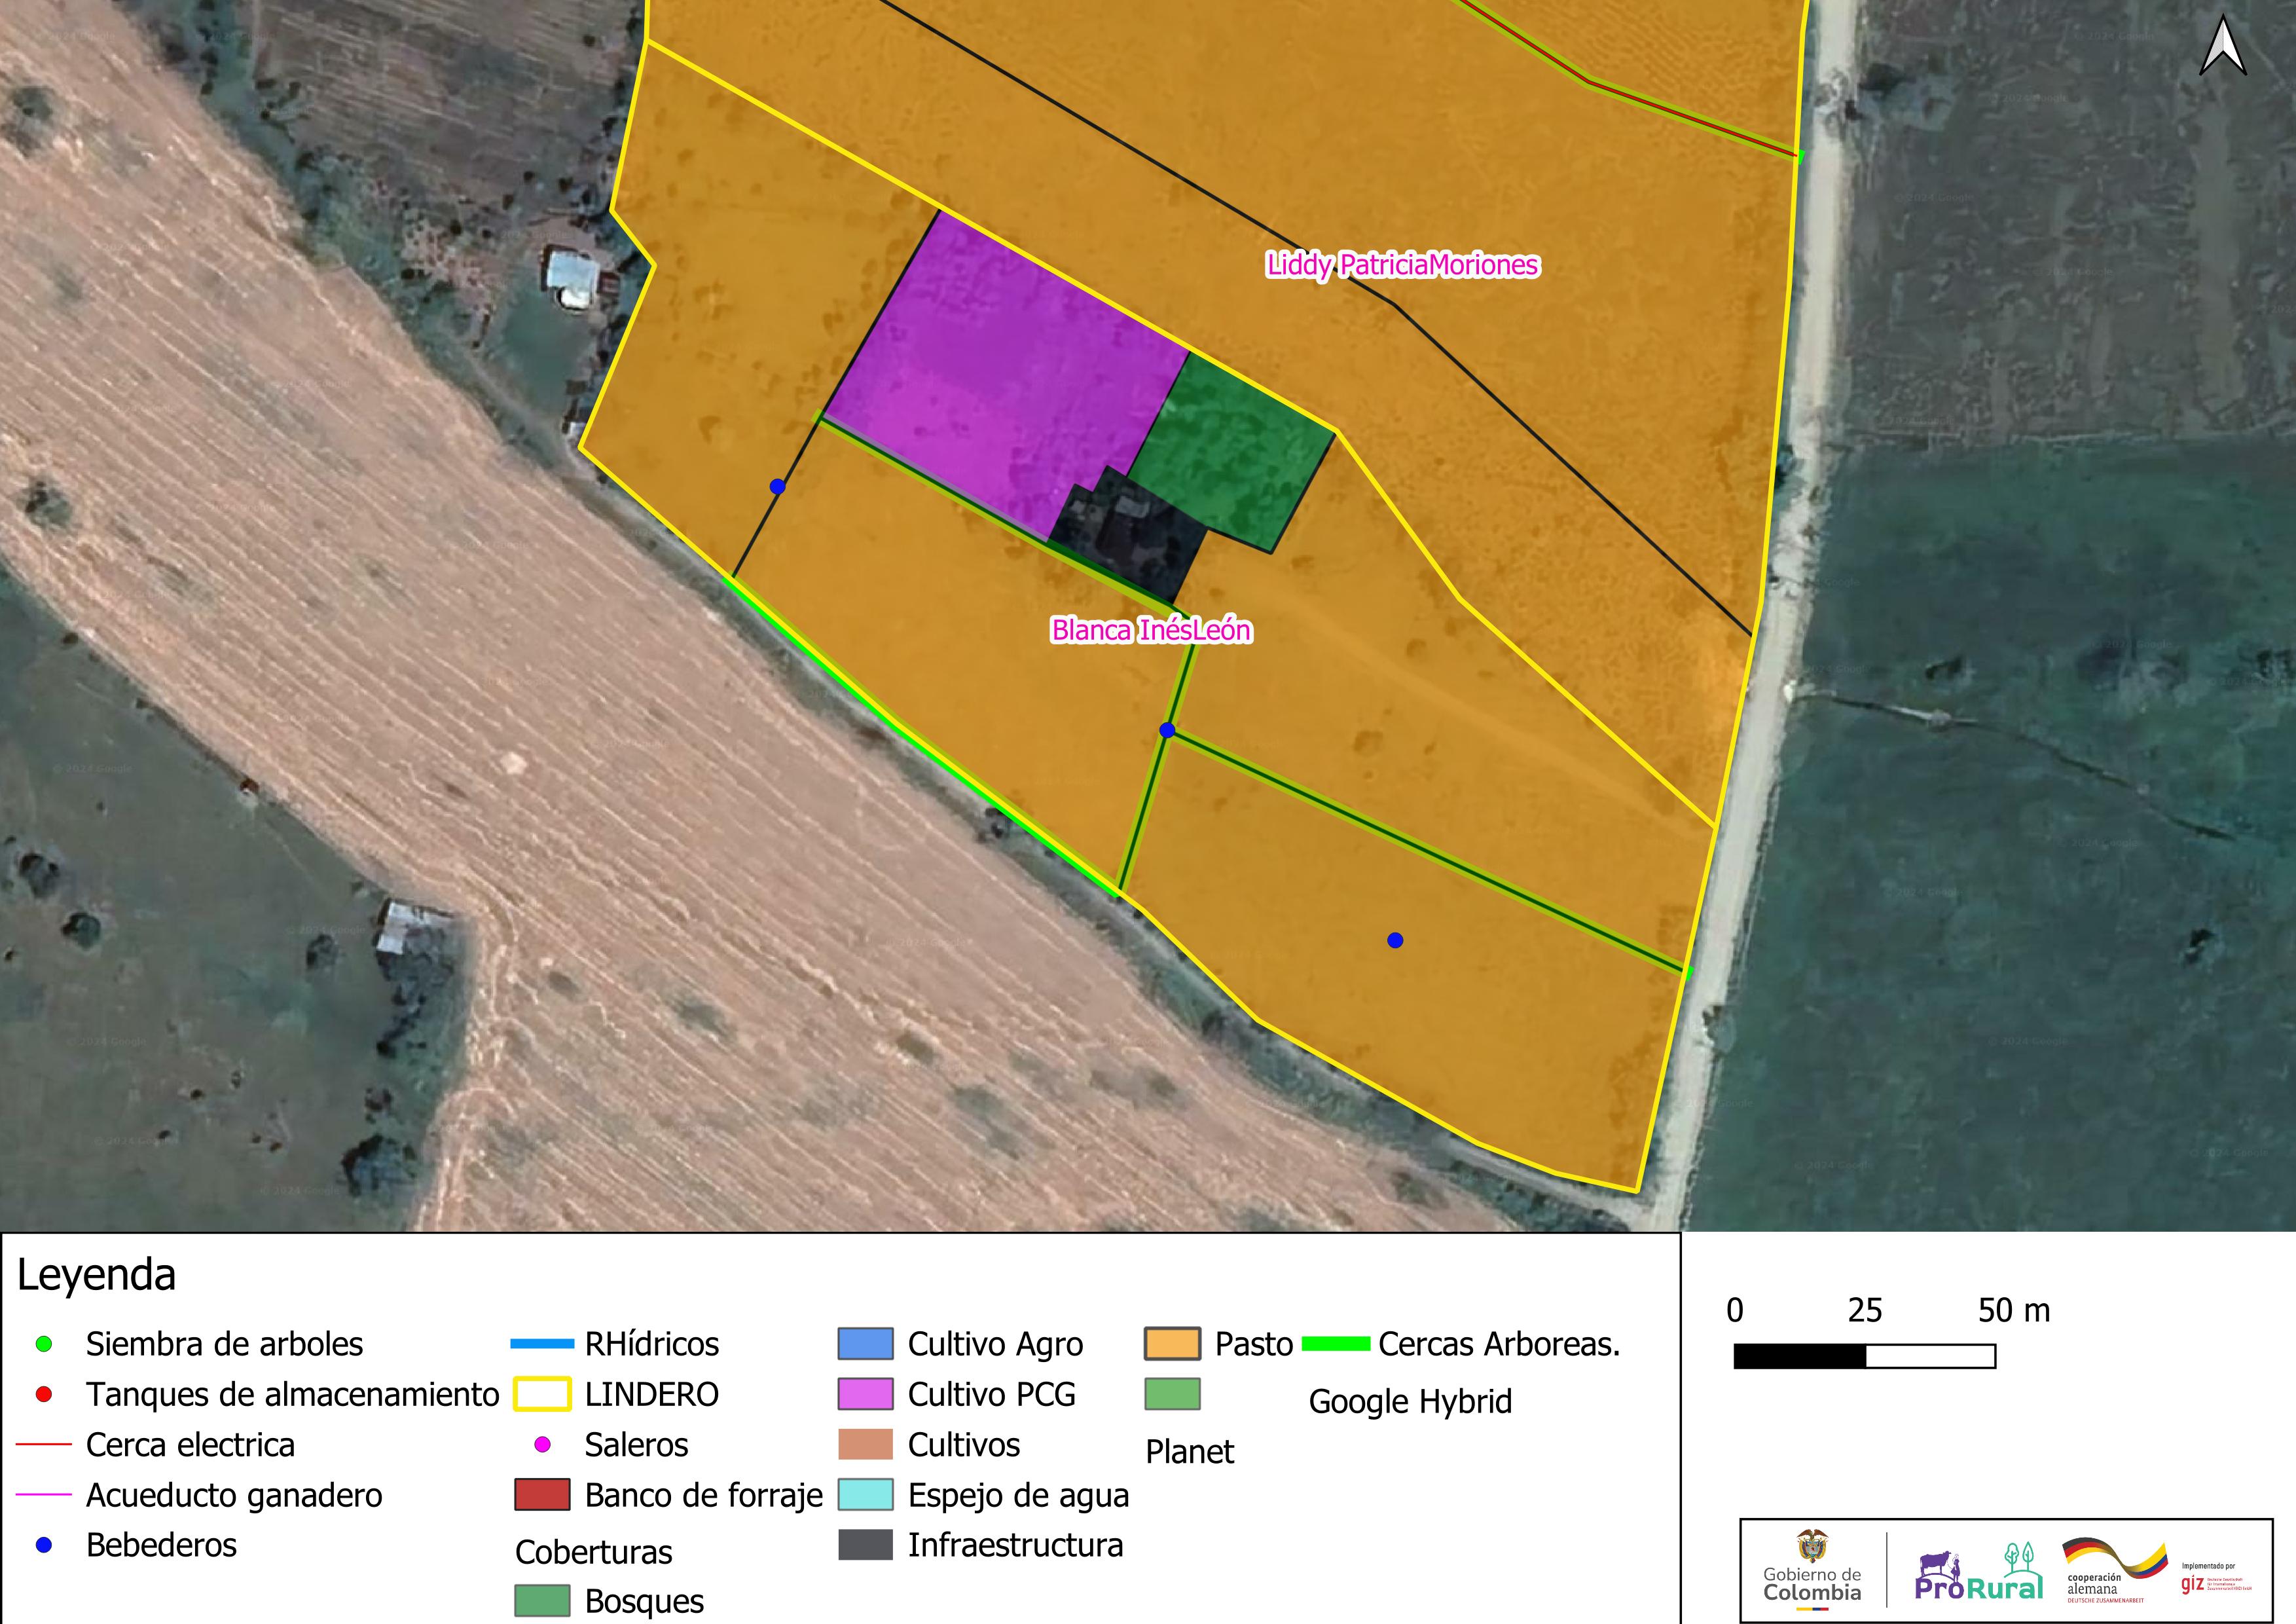 Liddy PatriciaMoriones
Blanca InésLeón
Leyenda
Siembra de arboles
Tanques de almacenamiento
Cerca electrica
Acueducto ganadero
Bebederos
RHídricos
LINDERO
Saleros
Banco de forraje
Coberturas
Bosques
Cultivo Agro
Cultivo PCG
Cultivos
Espejo de agua
Infraestructura
Pasto
Planet
Cercas Arboreas.
Google Hybrid
0 25 50 m
Gobierno de
Colombia
ProRural
cooperación
alemana
DEUTSCHE ZUSAMMENARBEIT
Implementado por
giz